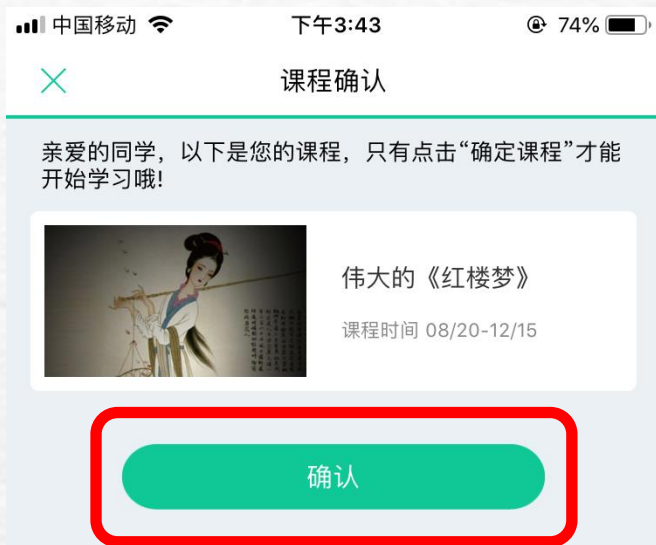 中国移动 下午3:43 74%
课程确认
亲爱的同学，以下是您的课程，只有点击“确定课程”才能
开始学习哦!
伟大的《红楼梦》
课程时间 08/20-12/15
确认